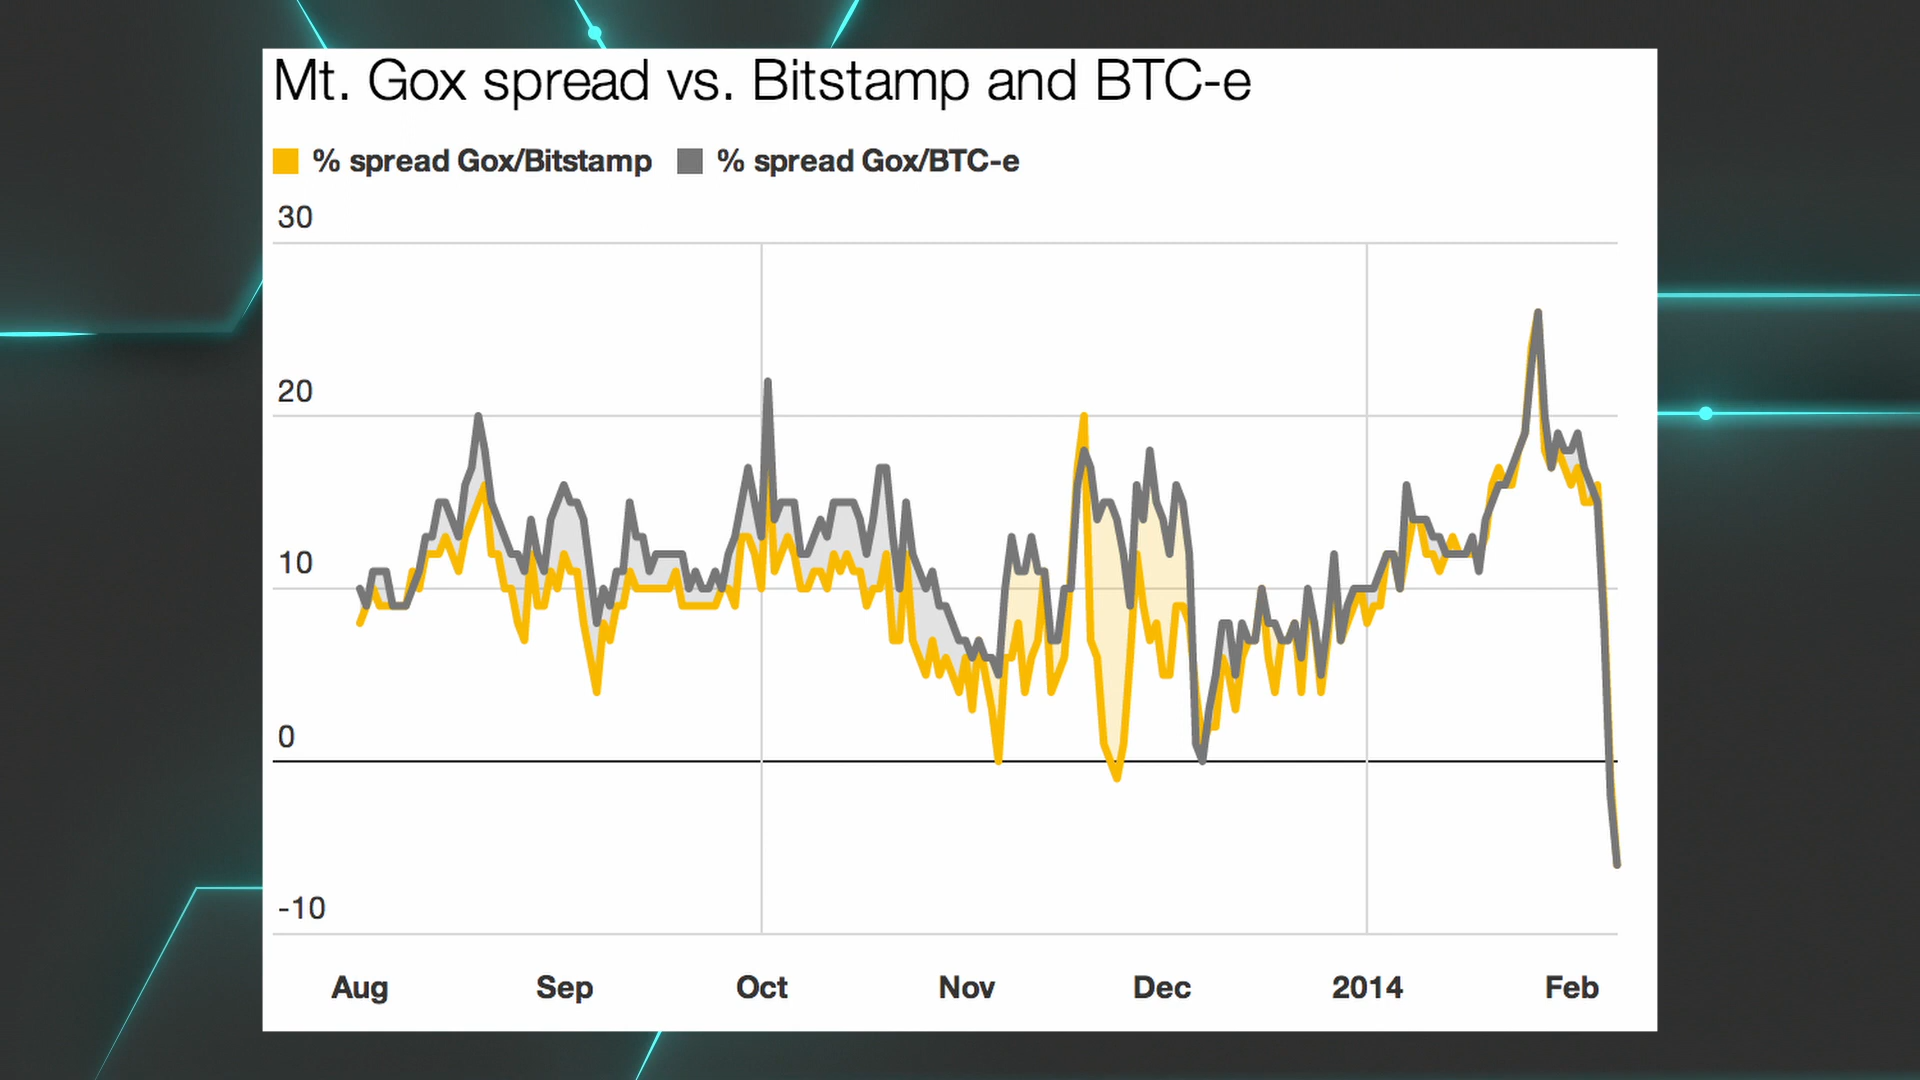 Mt. Gox spread vs. Bitstamp and BTC-e
% spread Gox/Bitstamp % spread Gox/BTC-e
30
20
10
0
-10
Aug Sep Oct Nov Dec 2014 Feb